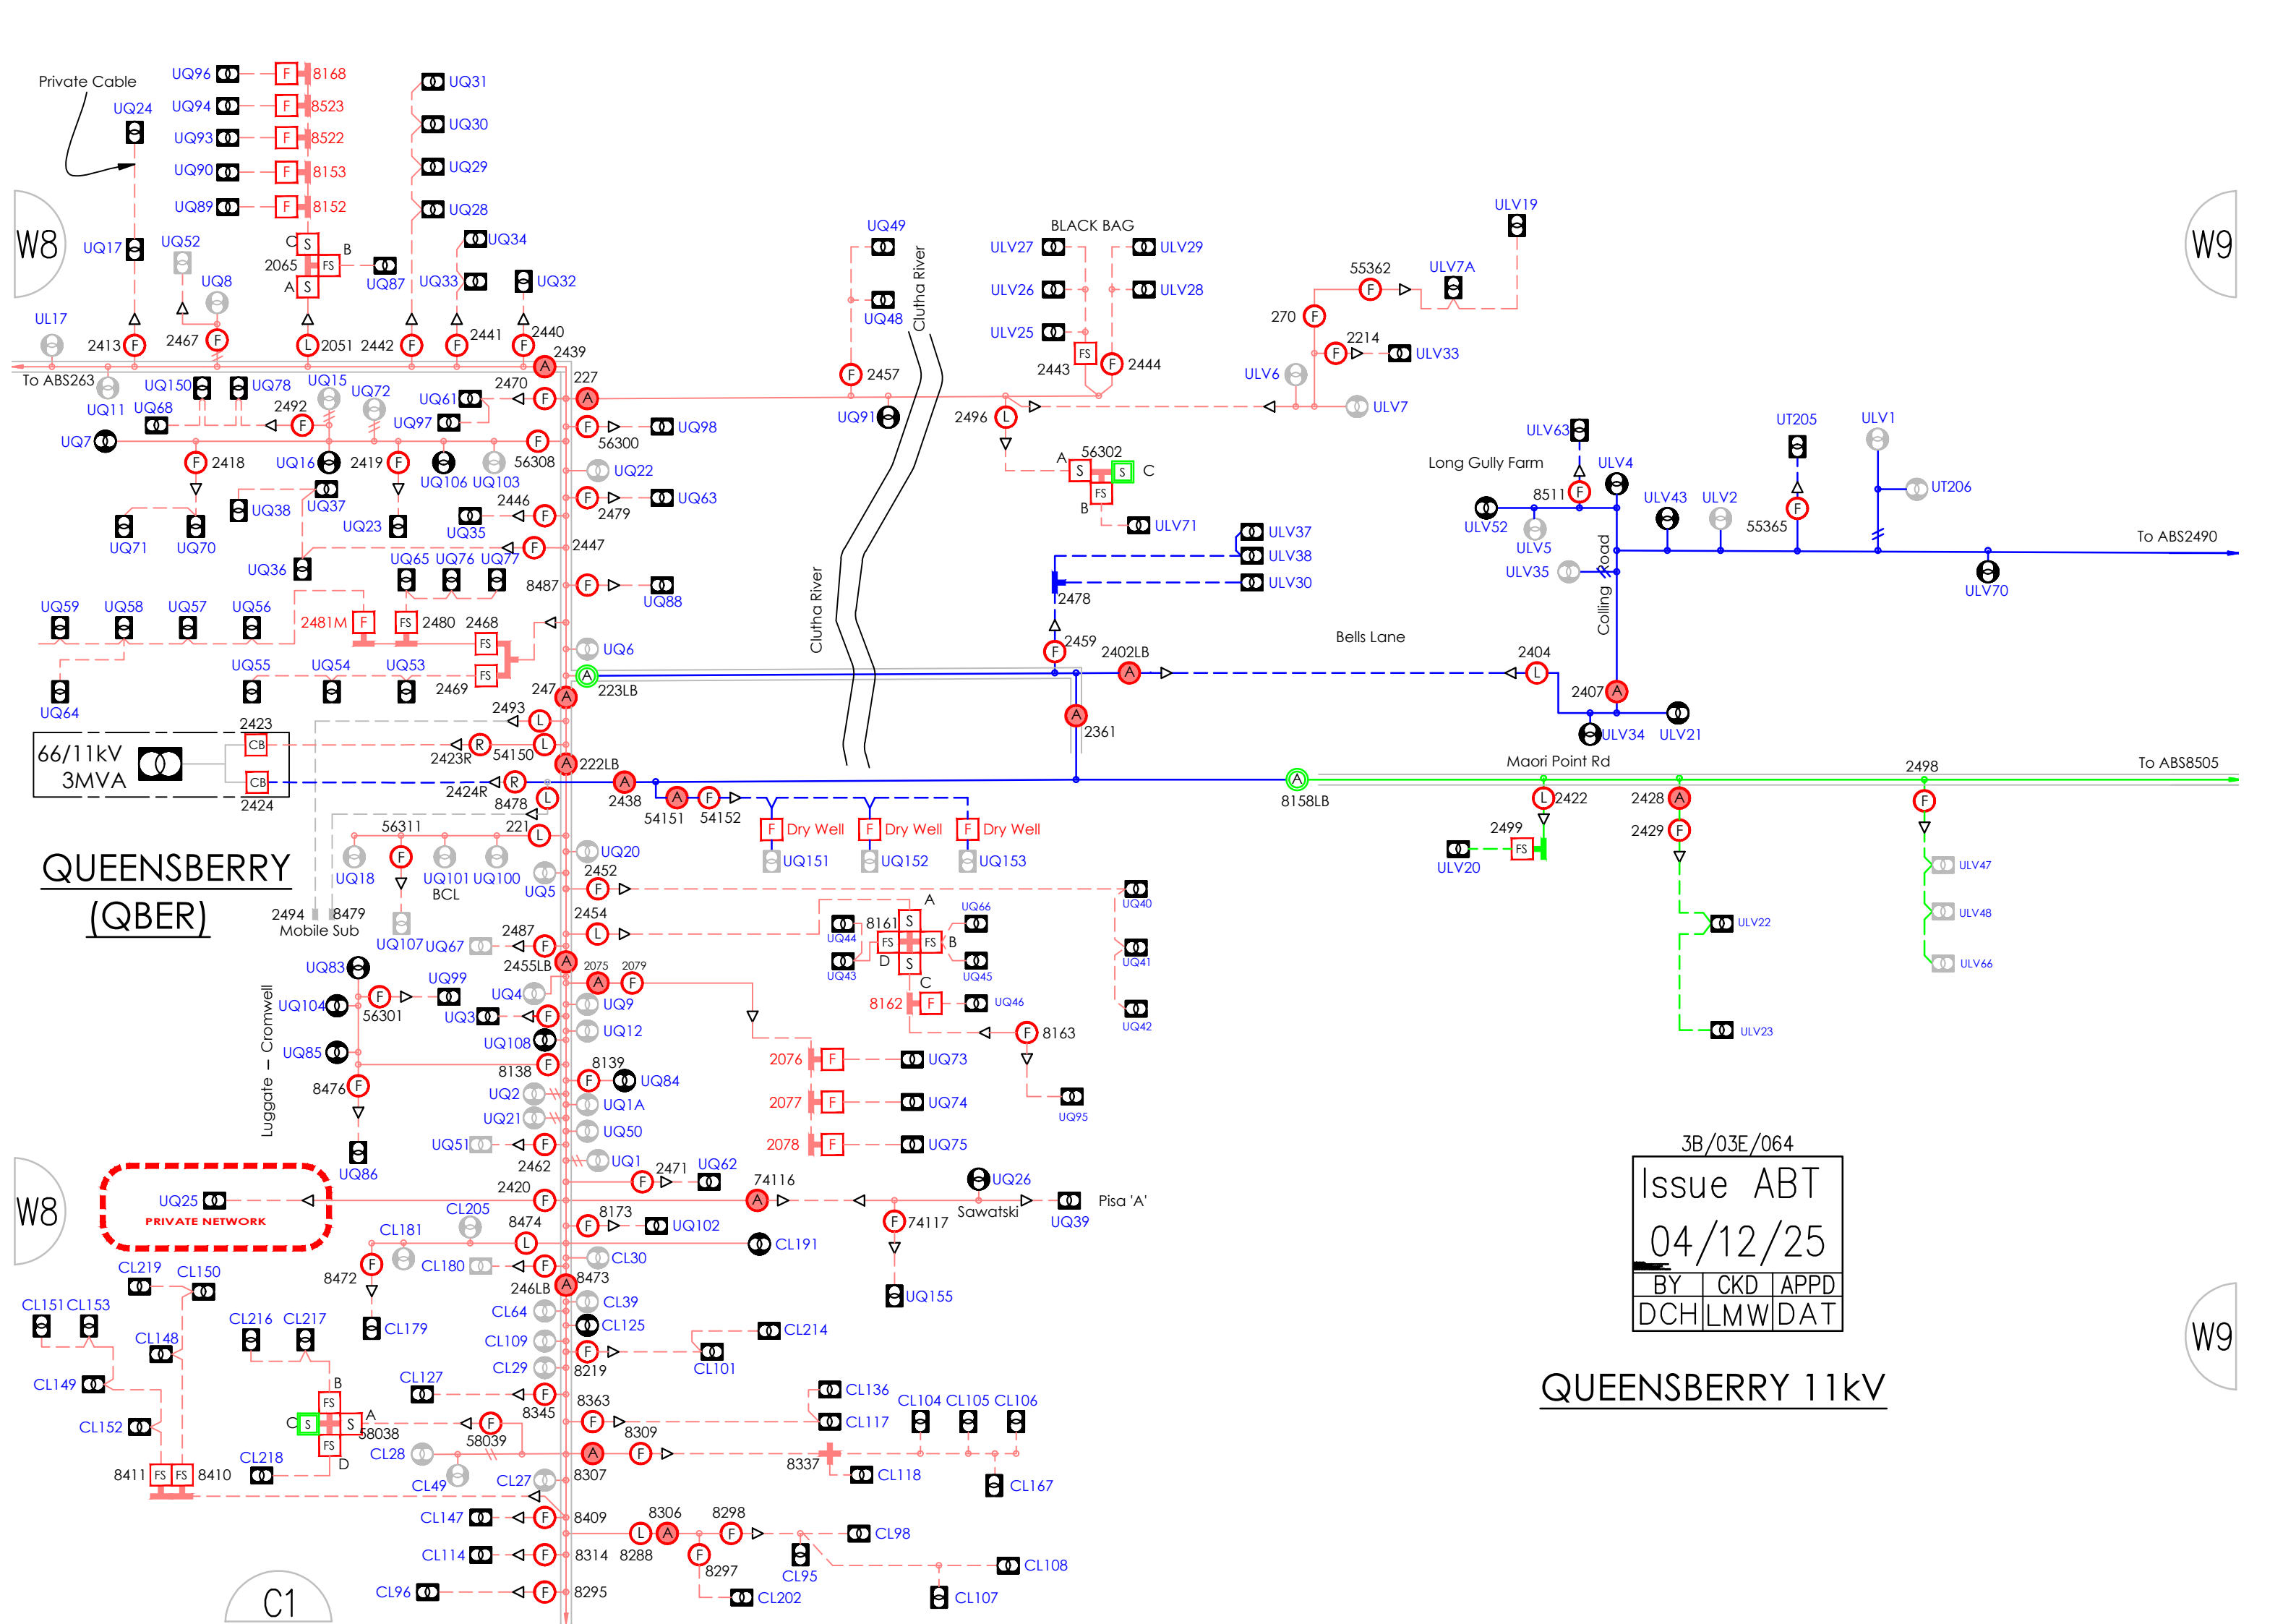 Private Cable
UQ24
UQ96 F 8168
UQ94 F 8523
UQ93 F 8522
UQ90 F 8153
UQ89 F 8152
UQ31
UQ30
UQ29
UQ28
UQ34
UQ33
UQ32
W8
UQ17
UQ52
UQ8
C S
B
2065 FS
A S
UQ87
UL17
2413 F
2467 F
L 2051
2442 F
F 2441
F 2440
A 2439
To ABS263
UQ11
UQ150
UQ78
UQ68
2492 F
UQ15
UQ72
UQ61
UQ97
2470 F
227
A
UQ7
F 2418
UQ16
2419 F
UQ106
UQ103
F
56308
F
56300
UQ98
UQ22
UQ38
UQ37
UQ23
UQ35
2446 F
F
2479
UQ63
UQ71
UQ70
F 2447
UQ36
UQ65
UQ76
UQ77
8487 F
UQ88
UQ59
UQ58
UQ57
UQ56
2481M F
FS 2480
2468
FS
UQ6
UQ55
UQ54
UQ53
2469 FS
UQ64
247 A
A
223LB
2493 L
2423
66/11kV
3MVA
CB
CB
2424
R
2423R
L
54150
A 222LB
R
2424R
8478 L
A
2438
A
54151
F
54152
F Dry Well
F Dry Well
F Dry Well
UQ151
UQ152
UQ153
QUEENSBERRY
(QBER)
56311
F
221 L
UQ18
UQ101
BCL
UQ100
UQ20
UQ5
2452
F
2494
8479
Mobile Sub
UQ107
UQ67
2487
F
2454
L
2455LB A
2075
A
2079
F
UQ83
UQ104
UQ99
F
56301
UQ85
8476 F
UQ86
Luggate – Cromwell
UQ4
UQ9
UQ3
F
UQ12
UQ108
F
8138
8139
F
UQ84
UQ2
UQ1A
UQ21
UQ50
UQ51
F
2462
UQ1
2471
F
UQ62
UQ44
8161
A
S
FS FS
B
D
S
C
UQ66
UQ43
UQ45
8162 F
UQ46
F 8163
UQ40
UQ41
UQ42
UQ95
2076 F UQ73
2077 F UQ74
2078 F UQ75
W8
UQ25
PRIVATE NETWORK
2420
F
74116
A
UQ26
Sawatski
UQ39
Pisa 'A'
F 74117
UQ155
CL205
CL181
8474
L
8173
F
UQ102
CL191
8472
F
CL179
CL180
F
8473
CL30
246LB A
CL64
CL39
CL125
CL109
CL29
F
8219
CL101
CL214
CL219
CL150
CL151
CL153
CL148
CL149
CL152
CL216
CL217
B
FS
C S
S A
58038
FS
D
CL218
8411 FS FS 8410
CL127
F
8345
F
58039
CL28
CL49
CL27
8363
F
CL136
CL117
A
8307
8309
F
8337
CL104
CL105
CL106
CL118
CL167
CL147 F 8409
CL114 F 8314
CL96 F 8295
L
8288
8306
A
8298
F
F
8297
CL98
CL95
CL202
CL107
CL108
C1
UQ49
UQ48
F 2457
UQ91
Clutha River
Clutha River
BLACK BAG
ULV27
ULV26
ULV25
ULV29
ULV28
FS
2443
F 2444
2496 L
A S
56302
S C
FS
B
ULV71
55362
F
ULV7A
ULV19
270 F
2214
F
ULV33
ULV6
ULV7
ULV37
ULV38
ULV30
2478
2459
F
2402LB
A
A
2361
Bells Lane
2404
L
2407 A
ULV34
ULV21
Colling Road
Long Gully Farm
ULV63
ULV4
8511 F
ULV52
ULV5
ULV35
ULV43
ULV2
UT205
55365
F
ULV1
UT206
To ABS2490
ULV70
A
8158LB
Maori Point Rd
2498
To ABS8505
L 2422
2499
FS
ULV20
2428 A
2429 F
ULV22
ULV23
F
ULV47
ULV48
ULV66
W9
3B/03E/064
Issue ABT
04/12/25
BY CKD APPD
DCH LMW DAT
QUEENSBERRY 11kV
W9